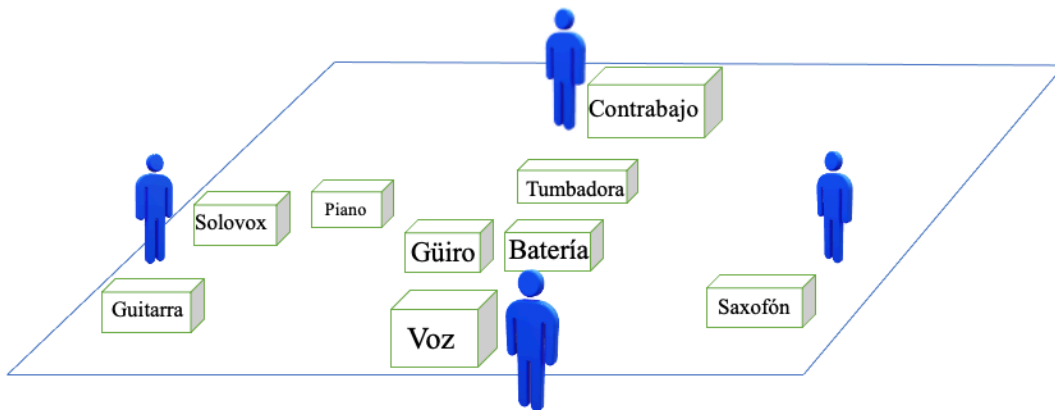 Contrabajo
Tumbadora
Piano
Solovox
Güiro
Batería
Guitarra
Saxofón
Voz